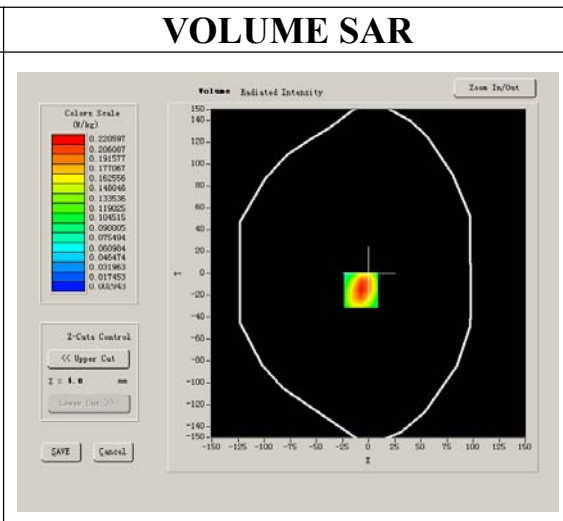 VOLUME SAR
Volume Radiated Intensity
Zoom In/Out
Colors Scale
(W/kg)
0.220597
0.206087
0.191577
0.177067
0.162556
0.148046
0.133536
0.119025
0.104515
0.090005
0.075494
0.060984
0.046474
0.031963
0.017453
0.002943
Z-Cuts Control
<< Upper Cut
mm
Lower Cut >>
SAVE
Cancel
150
140
120
100
80
60
40
20
0
-20
-40
-60
-80
-100
-120
-140
-150
-150 -125 -100 -75 -50 -25 0 25 50 75 100 125 150
X